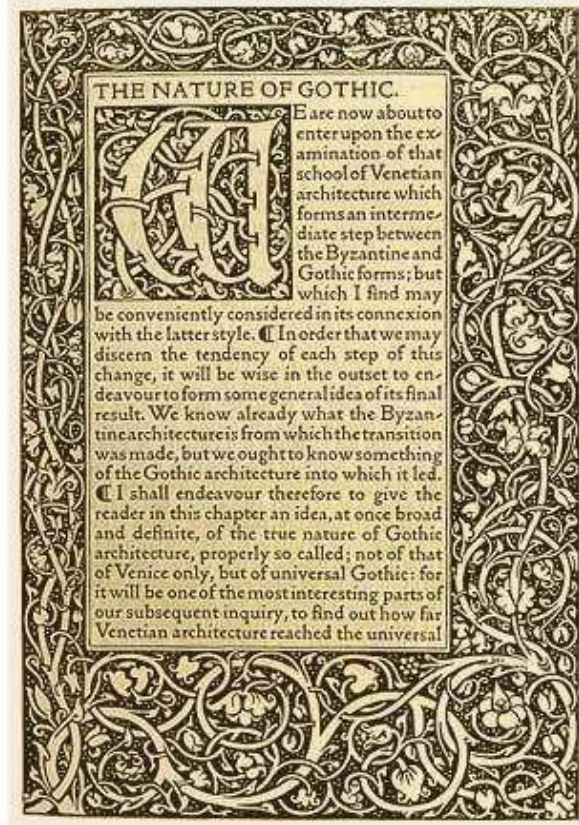 THE NATURE OF GOTHIC.
WE are now about to
enter upon the ex-
amination of that
school of Venetian
architecture which
forms an interme-
diate step between
the Byzantine and
Gothic forms; but
which I find may
be conveniently considered in its connexion
with the latter style. ⸿ In order that we may
discern the tendency of each step of this
change, it will be wise in the outset to en-
deavour to form some general idea of its final
result. We know already what the Byzan-
tine architecture is from which the transition
was made, but we ought to know something
of the Gothic architecture into which it led.
⸿ I shall endeavour therefore to give the
reader in this chapter an idea, at once broad
and definite, of the true nature of Gothic
architecture, properly so called; not of that
of Venice only, but of universal Gothic: for
it will be one of the most interesting parts of
our subsequent inquiry, to find out how far
Venetian architecture reached the universal